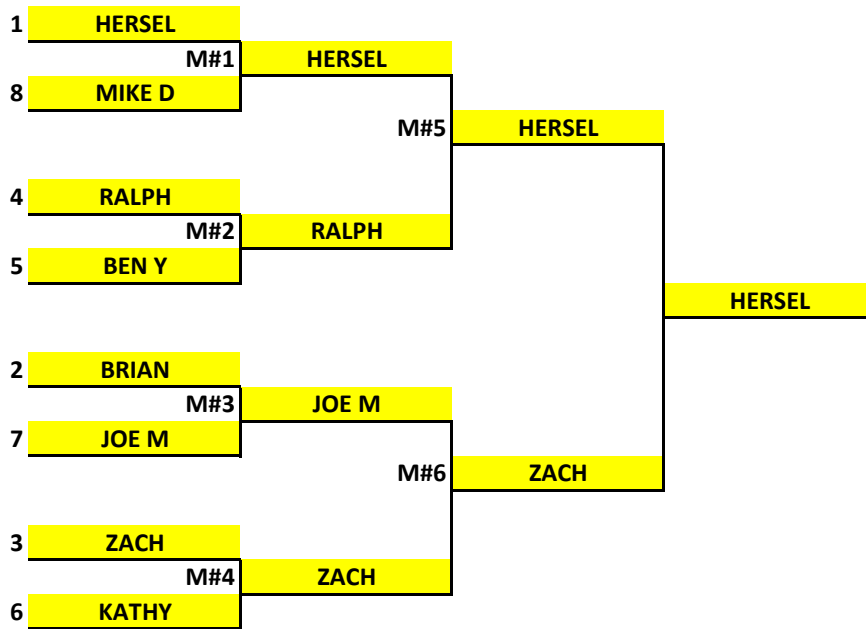 1 HERSEL
M#1 HERSEL
8 MIKE D
M#5 HERSEL
4 RALPH
M#2 RALPH
5 BEN Y
HERSEL
2 BRIAN
M#3 JOE M
7 JOE M
M#6 ZACH
3 ZACH
M#4 ZACH
6 KATHY